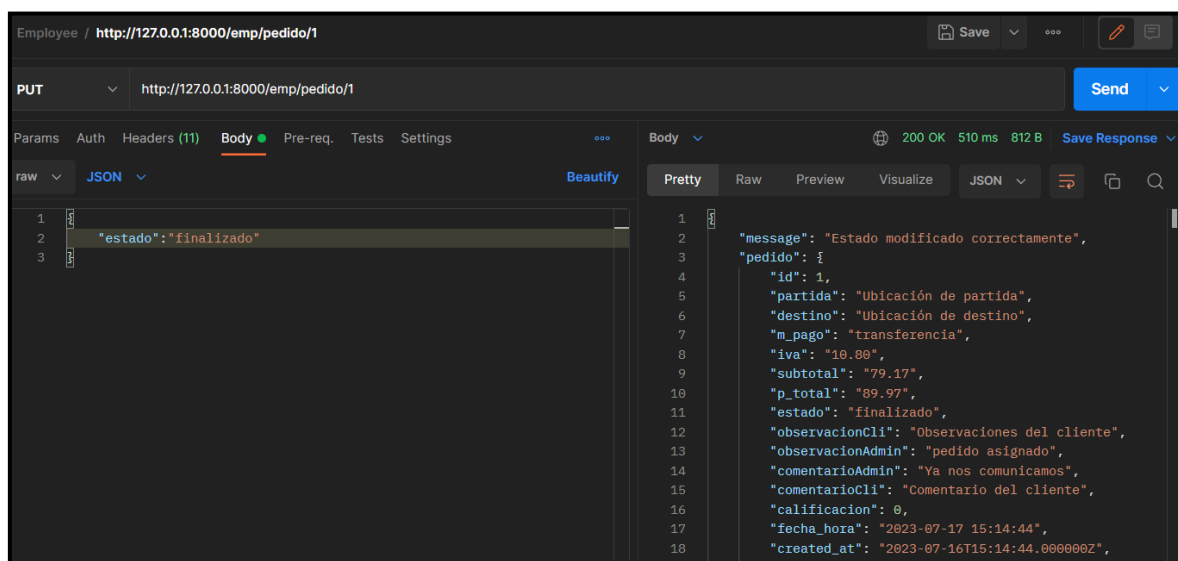 Employee / http://127.0.0.1:8000/emp/pedido/1
Save
PUT http://127.0.0.1:8000/emp/pedido/1 Send
Params Auth Headers (11) Body Pre-req. Tests Settings
raw JSON Beautify
1 {
2 "estado":"finalizado"
3 }
Body 200 OK 510 ms 812 B Save Response
Pretty Raw Preview Visualize JSON
1 {
2 "message": "Estado modificado correctamente",
3 "pedido": {
4 "id": 1,
5 "partida": "Ubicación de partida",
6 "destino": "Ubicación de destino",
7 "m_pago": "transferencia",
8 "iva": "10.80",
9 "subtotal": "79.17",
10 "p_total": "89.97",
11 "estado": "finalizado",
12 "observacionCli": "Observaciones del cliente",
13 "observacionAdmin": "pedido asignado",
14 "comentarioAdmin": "Ya nos comunicamos",
15 "comentarioCli": "Comentario del cliente",
16 "calificacion": 0,
17 "fecha_hora": "2023-07-17 15:14:44",
18 "created_at": "2023-07-16T15:14:44.000000Z",